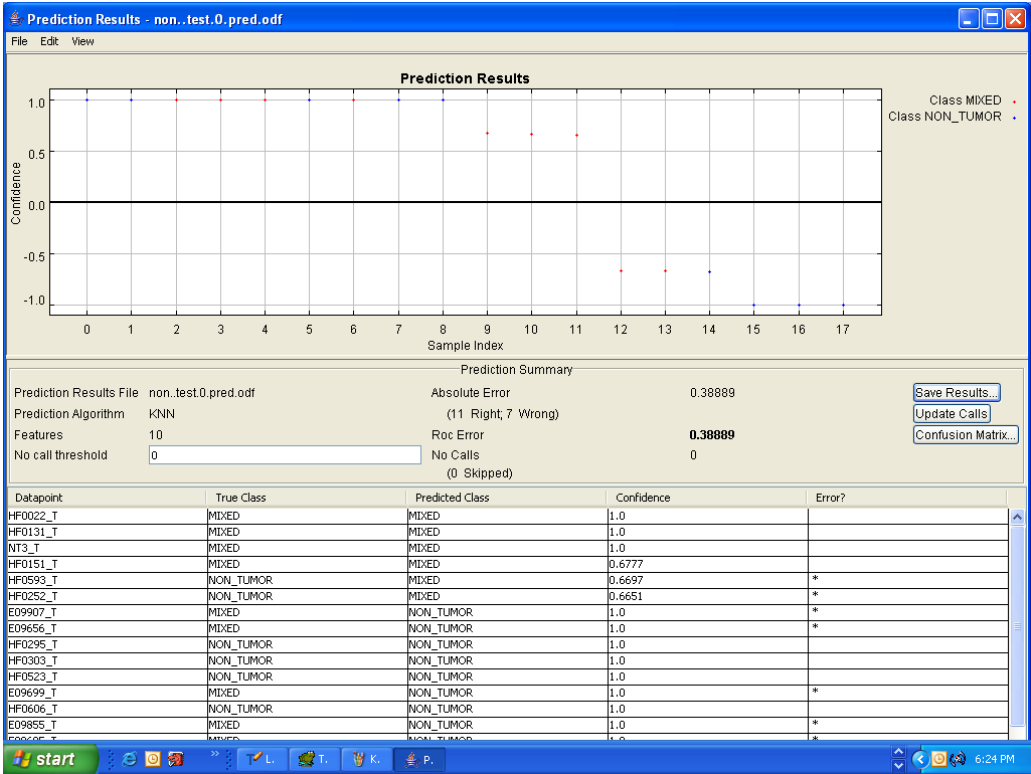 Prediction Results - non..test.0.pred.odf
File Edit View
Prediction Results
Class MIXED
Class NON_TUMOR
1.0
0.5
0.0
-0.5
-1.0
Confidence
0 1 2 3 4 5 6 7 8 9 10 11 12 13 14 15 16 17
Sample Index
Prediction Summary
Prediction Results File non..test.0.pred.odf Absolute Error 0.38889 Save Results...
Prediction Algorithm KNN (11 Right; 7 Wrong) Update Calls
Features 10 Roc Error 0.38889 Confusion Matrix...
No call threshold 0 No Calls 0
(0 Skipped)
Datapoint True Class Predicted Class Confidence Error?
HF0022_T MIXED MIXED 1.0
HF0131_T MIXED MIXED 1.0
NT3_T MIXED MIXED 1.0
HF0151_T MIXED MIXED 0.6777
HF0593_T NON_TUMOR MIXED 0.6697 *
HF0252_T NON_TUMOR MIXED 0.6651 *
E09907_T MIXED NON_TUMOR 1.0 *
E09656_T MIXED NON_TUMOR 1.0 *
HF0295_T NON_TUMOR NON_TUMOR 1.0
HF0303_T NON_TUMOR NON_TUMOR 1.0
HF0523_T NON_TUMOR NON_TUMOR 1.0
E09699_T MIXED NON_TUMOR 1.0 *
HF0606_T NON_TUMOR NON_TUMOR 1.0
E09855_T MIXED NON_TUMOR 1.0 *
MIXED NON_TUMOR 1.0 *
start » L. T. K. P. 6:24 PM